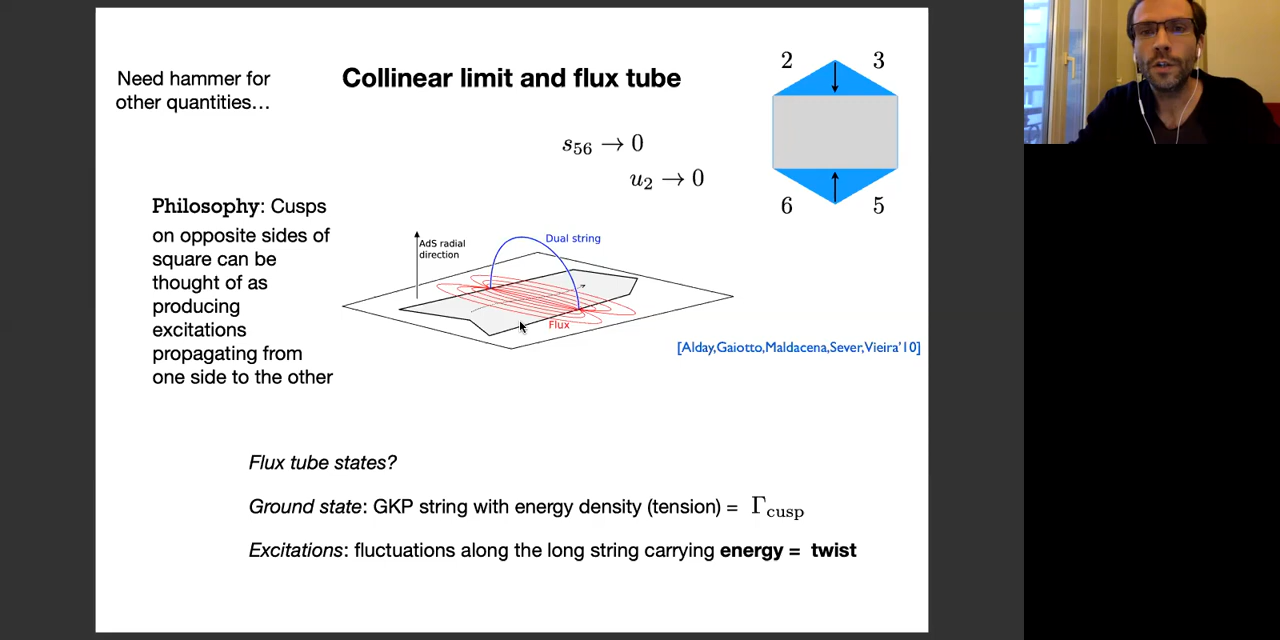 Need hammer for
other quantities…
Collinear limit and flux tube
2
3
s₅₆ → 0
u₂ → 0
6
5
Philosophy: Cusps
on opposite sides of
square can be
thought of as
producing
excitations
propagating from
one side to the other
AdS radial
direction
Dual string
Flux
[Alday,Gaiotto,Maldacena,Sever,Vieira'10]
Flux tube states?
Ground state: GKP string with energy density (tension) = Γcusp
Excitations: fluctuations along the long string carrying energy = twist